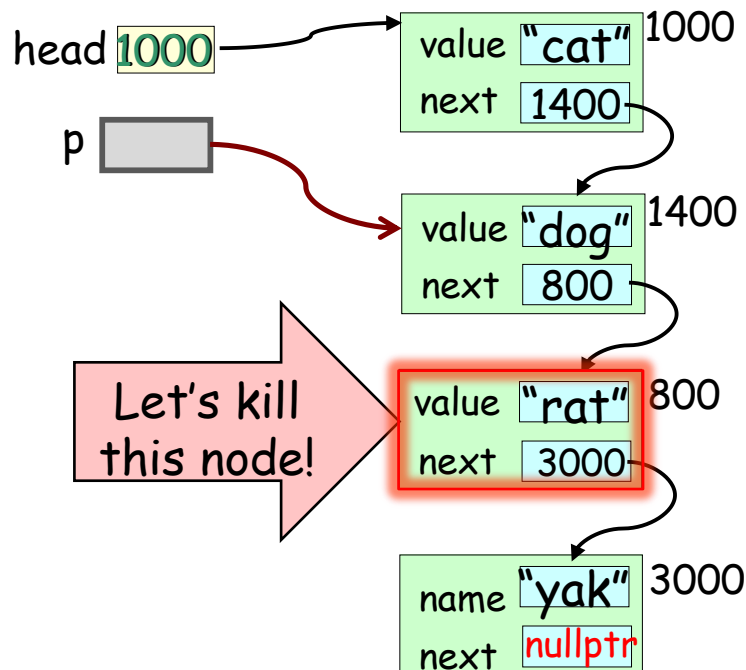 head 1000
value "cat" 1000
next 1400
p
value "dog" 1400
next 800
Let's kill
this node!
value "rat" 800
next 3000
name "yak" 3000
next nullptr